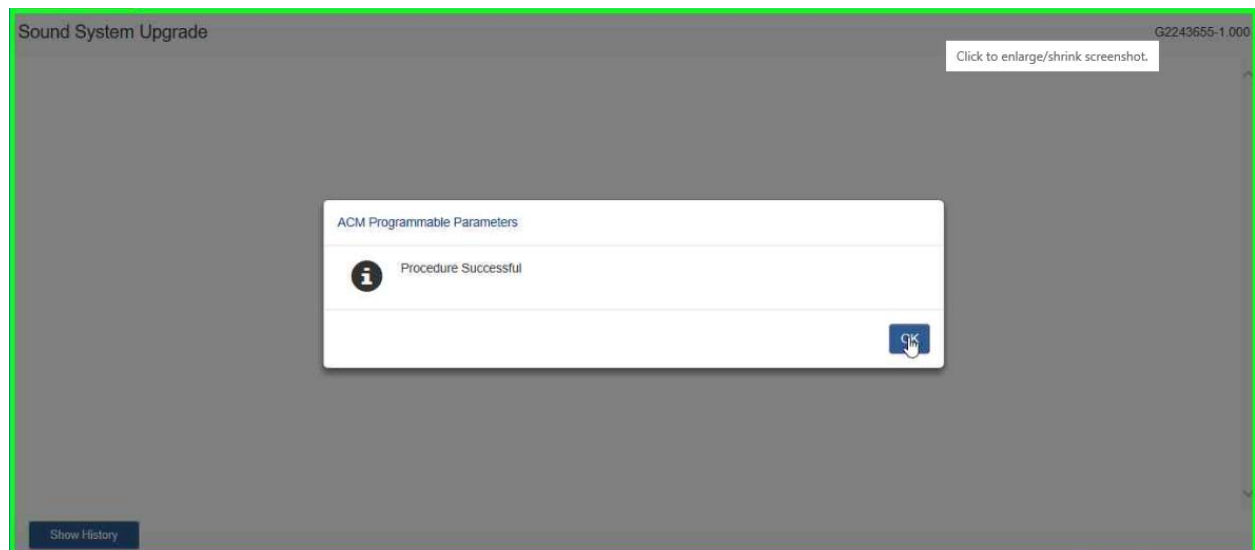 Sound System Upgrade
G2243655-1.000
Click to enlarge/shrink screenshot.
ACM Programmable Parameters
Procedure Successful
OK
Show History